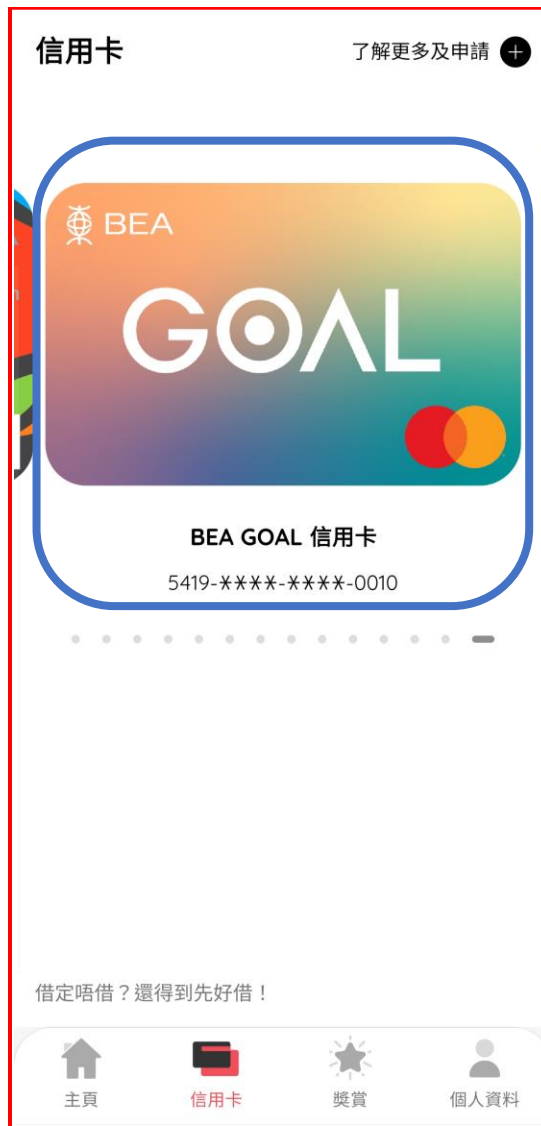 信用卡
了解更多及申請
BEA
GOAL
BEA GOAL 信用卡
5419-****-****-0010
借定唔借？還得到先好借！
主頁
信用卡
獎賞
個人資料